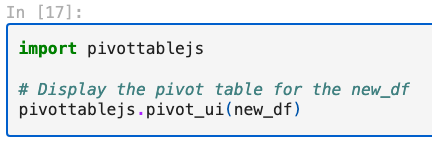 In [17]:
import pivottablejs
# Display the pivot table for the new_df
pivottablejs.pivot_ui(new_df)